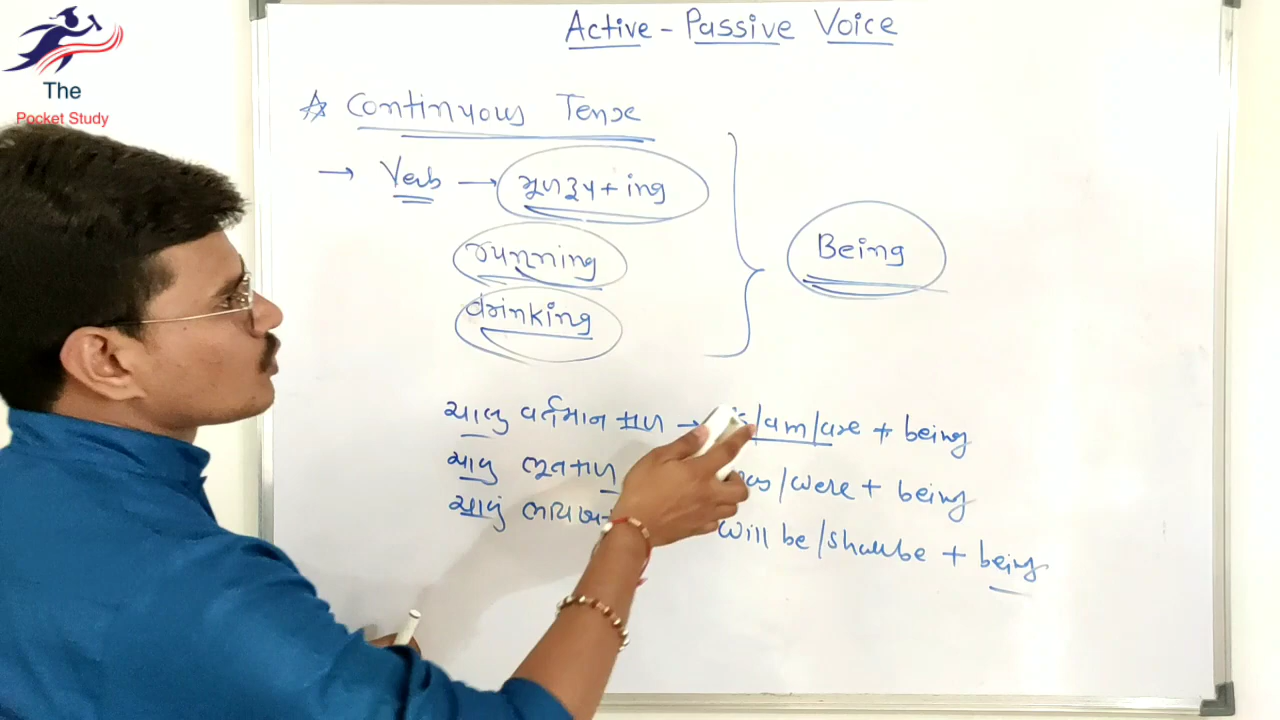 The
Pocket Study
Active - Passive Voice
☆ Continuous Tense
→ Verb → મૂળરૂપ + ing
running
drinking
Being
ચાલુ વર્તમાન કાળ → is/am/are + being
ચાલુ ભૂતકાળ was/were + being
ચાલુ will be/shall be + being